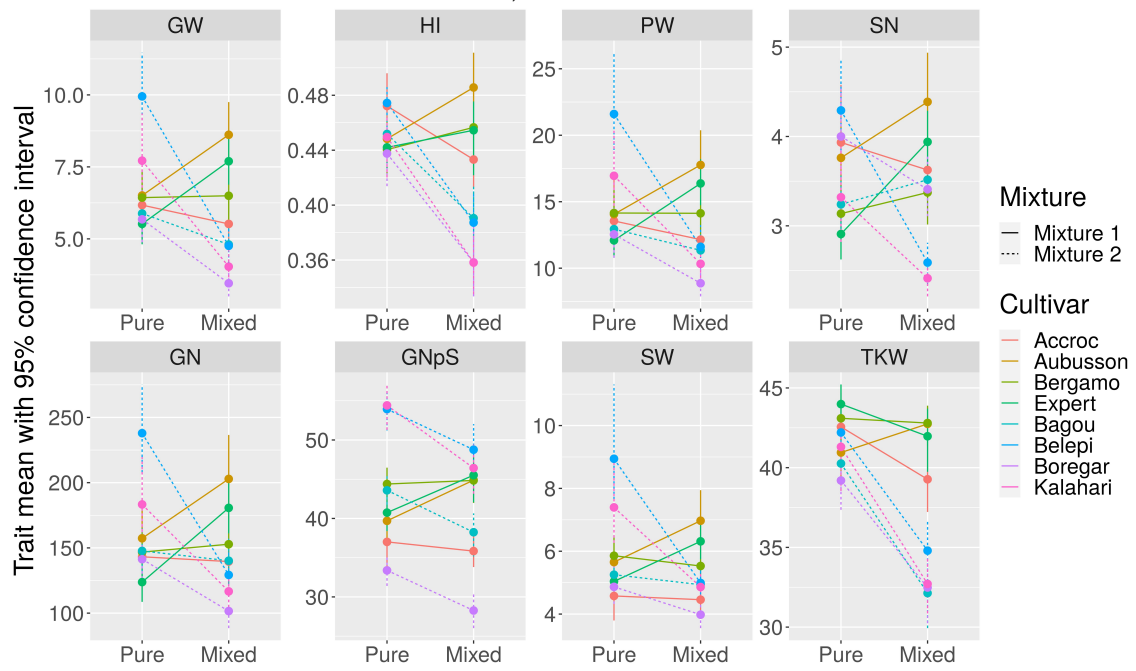 GW HI PW SN
10.0
7.5
5.0
0.48
0.44
0.40
0.36
25
20
15
10
5
4
3
Pure Mixed Pure Mixed Pure Mixed Pure Mixed
GN GNpS SW TKW
250
200
150
100
50
40
30
10
8
6
4
45
40
35
30
Pure Mixed Pure Mixed Pure Mixed Pure Mixed
Trait mean with 95% confidence interval
Mixture
Mixture 1
Mixture 2
Cultivar
Accroc
Aubusson
Bergamo
Expert
Bagou
Belepi
Boregar
Kalahari